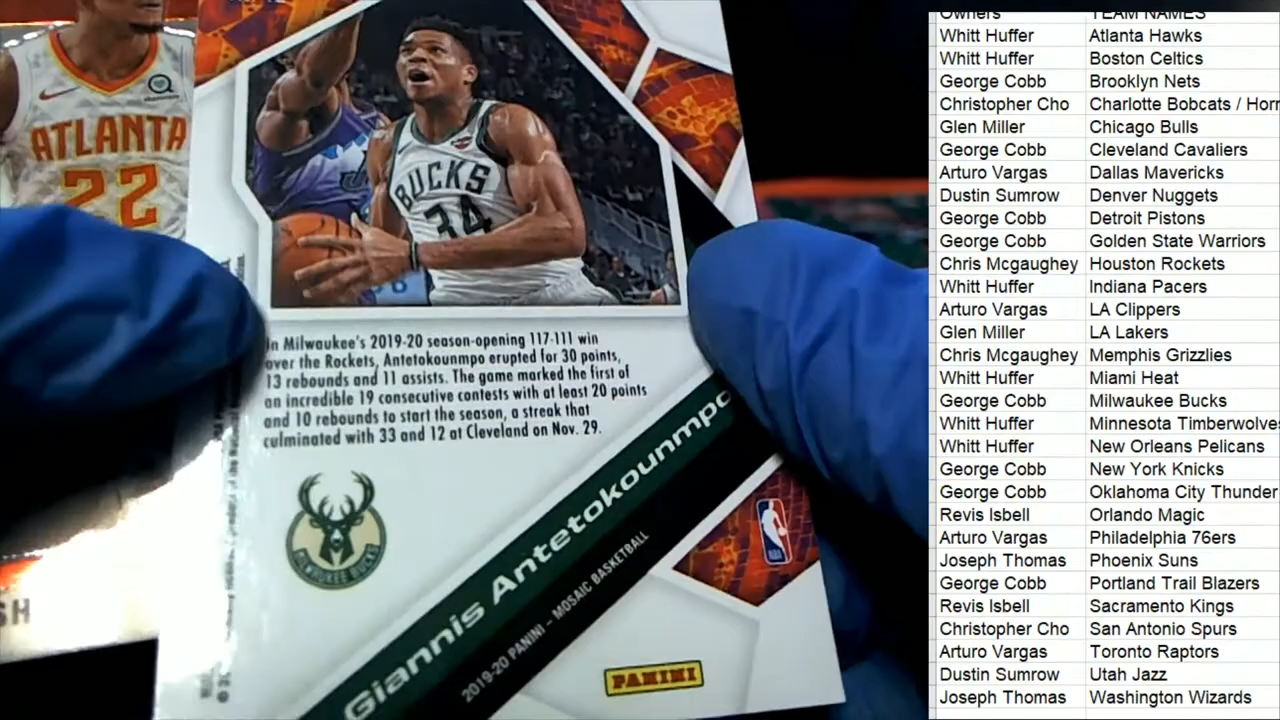 ATLANTA
22
BUCKS
34
In Milwaukee's 2019-20 season-opening 117-111 win
over the Rockets, Antetokounmpo erupted for 30 points,
13 rebounds and 11 assists. The game marked the first of
an incredible 19 consecutive contests with at least 20 points
and 10 rebounds to start the season, a streak that
culminated with 33 and 12 at Cleveland on Nov. 29.
MILWAUKEE BUCKS
Giannis Antetokounmpo
2019-20 PANINI – MOSAIC BASKETBALL
NBA
PANINI
SH
Owners TEAM NAMES
Whitt Huffer Atlanta Hawks
Whitt Huffer Boston Celtics
George Cobb Brooklyn Nets
Christopher Cho Charlotte Bobcats / Horn
Glen Miller Chicago Bulls
George Cobb Cleveland Cavaliers
Arturo Vargas Dallas Mavericks
Dustin Sumrow Denver Nuggets
George Cobb Detroit Pistons
George Cobb Golden State Warriors
Chris Mcgaughey Houston Rockets
Whitt Huffer Indiana Pacers
Arturo Vargas LA Clippers
Glen Miller LA Lakers
Chris Mcgaughey Memphis Grizzlies
Whitt Huffer Miami Heat
George Cobb Milwaukee Bucks
Whitt Huffer Minnesota Timberwolves
Whitt Huffer New Orleans Pelicans
George Cobb New York Knicks
George Cobb Oklahoma City Thunder
Revis Isbell Orlando Magic
Arturo Vargas Philadelphia 76ers
Joseph Thomas Phoenix Suns
George Cobb Portland Trail Blazers
Revis Isbell Sacramento Kings
Christopher Cho San Antonio Spurs
Arturo Vargas Toronto Raptors
Dustin Sumrow Utah Jazz
Joseph Thomas Washington Wizards